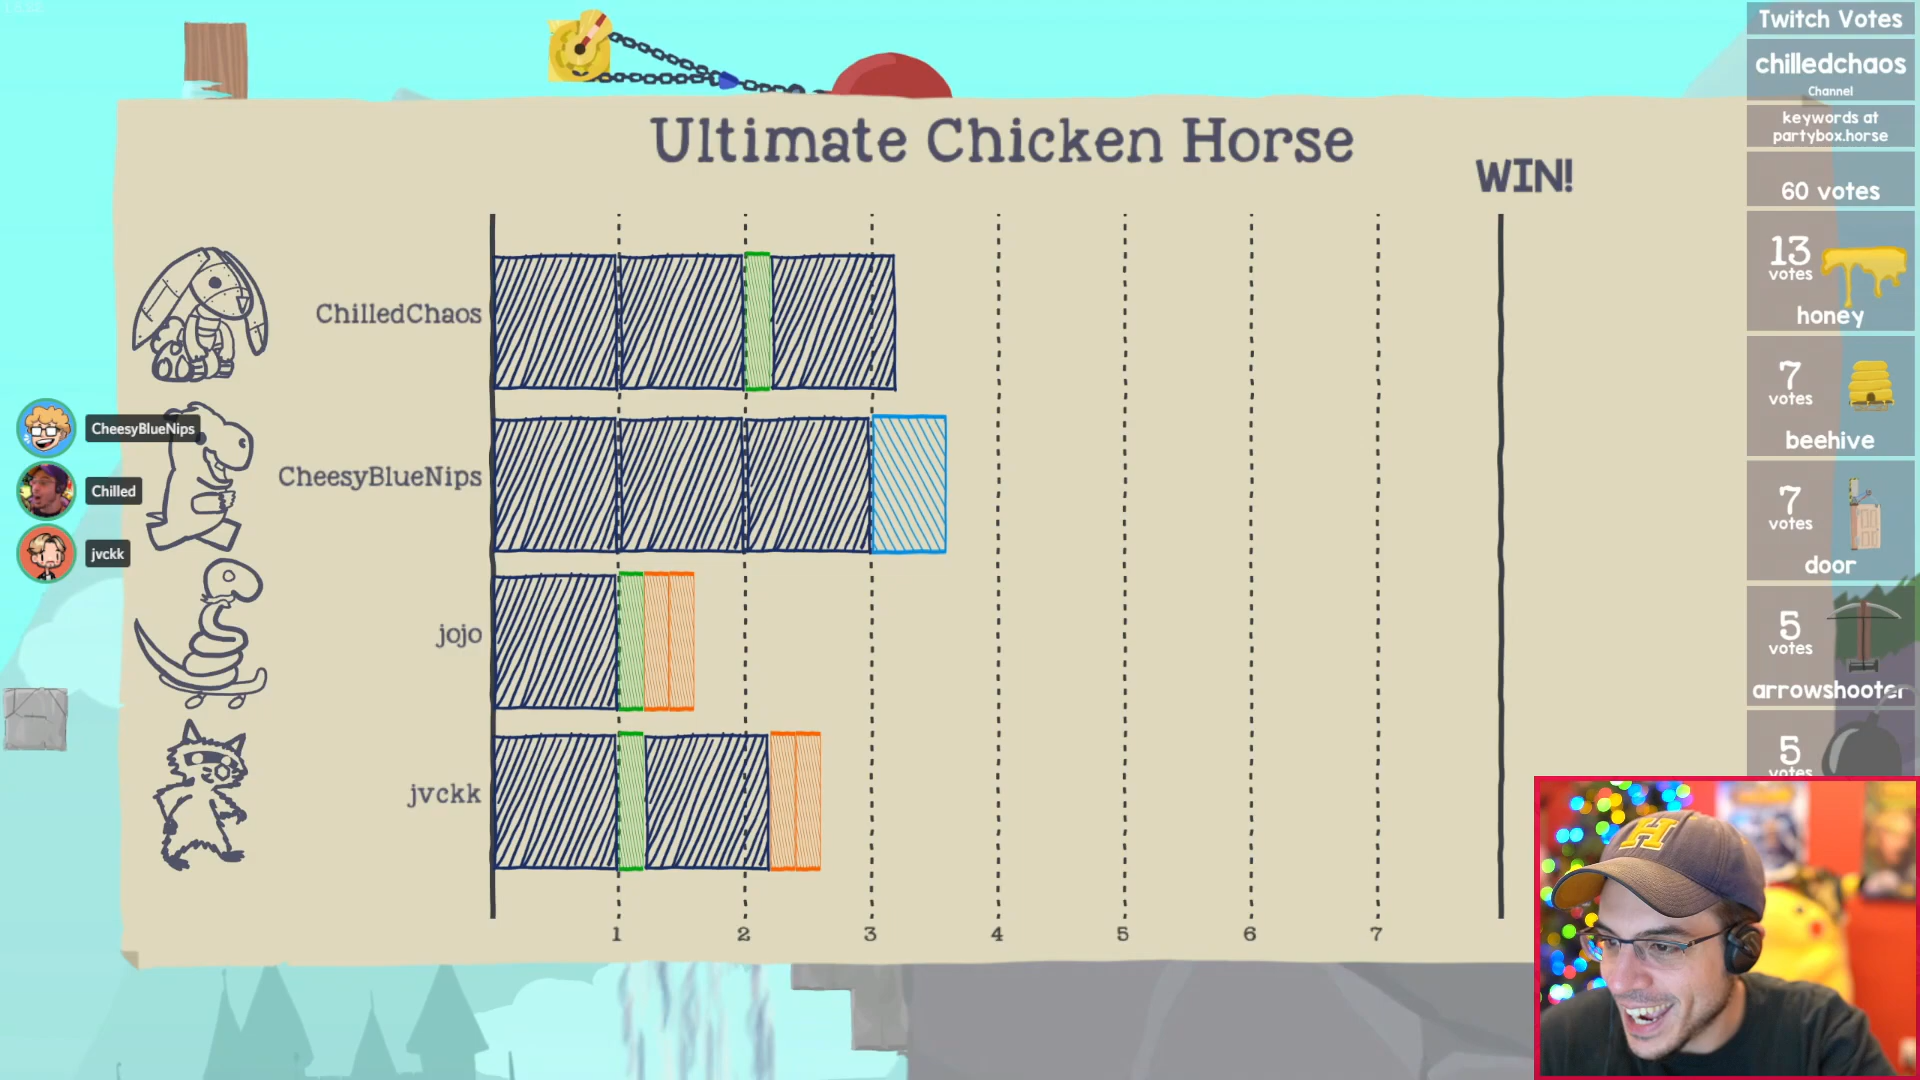 Ultimate Chicken Horse
WIN!
ChilledChaos
CheesyBlueNips
jojo
jvckk
1 2 3 4 5 6 7
CheesyBlueNips
Chilled
jvckk
Twitch Votes
chilledchaos
Channel
keywords at
partybox.horse
60 votes
13
votes
honey
7
votes
beehive
7
votes
door
5
votes
arrowshooter
5
votes
H